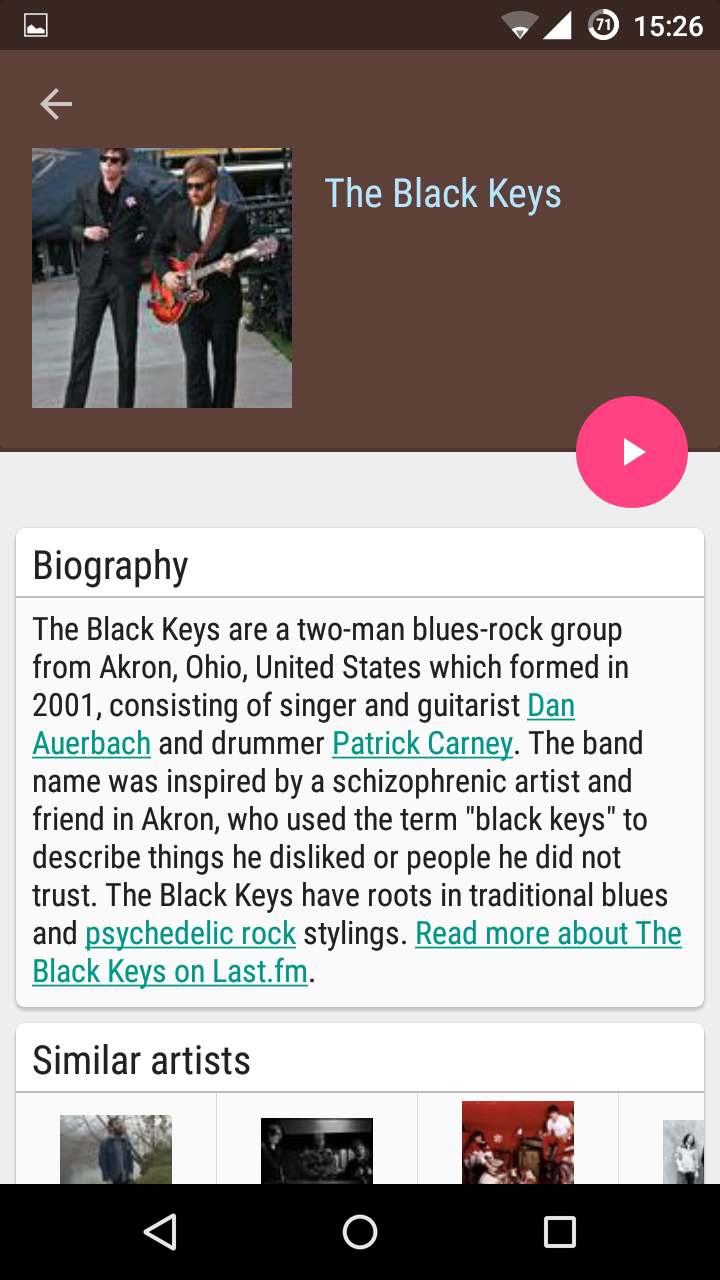 71 15:26
The Black Keys
Biography
The Black Keys are a two-man blues-rock group
from Akron, Ohio, United States which formed in
2001, consisting of singer and guitarist Dan
Auerbach and drummer Patrick Carney. The band
name was inspired by a schizophrenic artist and
friend in Akron, who used the term "black keys" to
describe things he disliked or people he did not
trust. The Black Keys have roots in traditional blues
and psychedelic rock stylings. Read more about The
Black Keys on Last.fm.
Similar artists